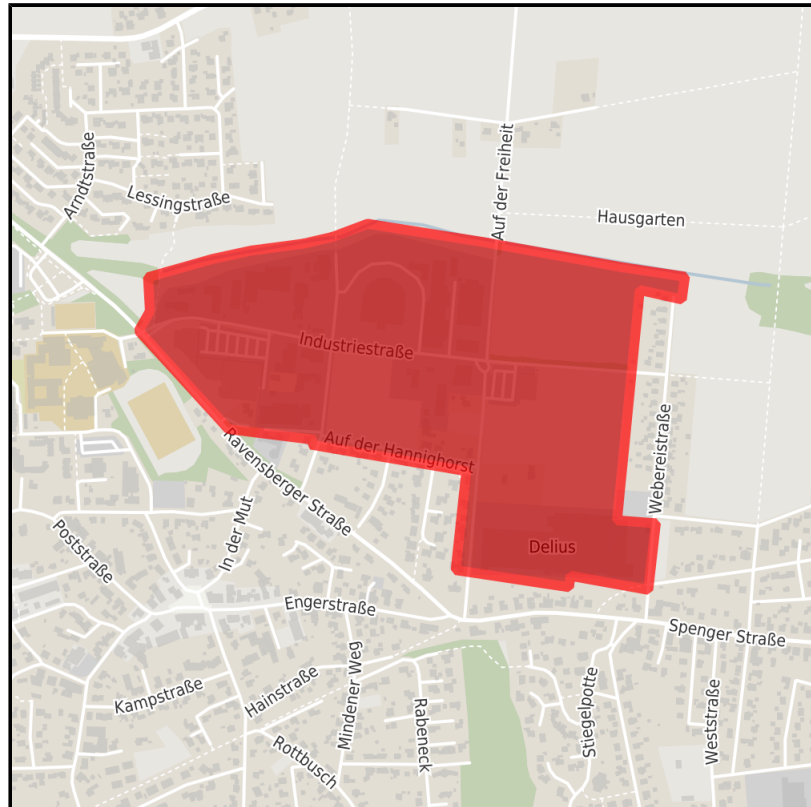 Auf der Freiheit
Arndtstraße
Lessingstraße
Hausgarten
Industriestraße
Webereistraße
Auf der Hannighorst
Ravensberger Straße
In der Mut
Poststraße
Delius
Engerstraße
Spenger Straße
Kampstraße
Hainstraße
Mindener Weg
Rabeneck
Stiegelpotte
Weststraße
Rottbusch